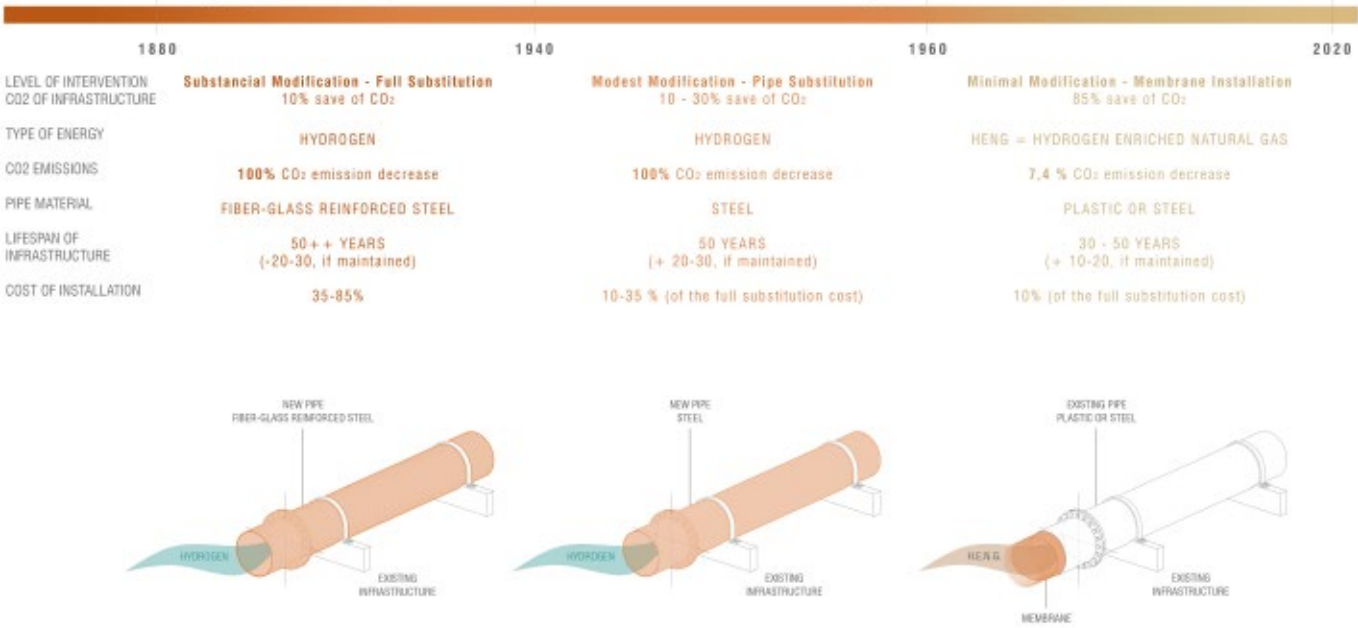 1880 1940 1960 2020
LEVEL OF INTERVENTION
CO2 OF INFRASTRUCTURE
Substancial Modification - Full Substitution
10% save of CO₂
Modest Modification - Pipe Substitution
10 - 30% save of CO₂
Minimal Modification - Membrane Installation
85% save of CO₂
TYPE OF ENERGY
HYDROGEN
HYDROGEN
HENG = HYDROGEN ENRICHED NATURAL GAS
CO2 EMISSIONS
100% CO₂ emission decrease
100% CO₂ emission decrease
7,4 % CO₂ emission decrease
PIPE MATERIAL
FIBER-GLASS REINFORCED STEEL
STEEL
PLASTIC OR STEEL
LIFESPAN OF
INFRASTRUCTURE
50++ YEARS
(-20-30, if maintained)
50 YEARS
(+ 20-30, if maintained)
30 - 50 YEARS
(+ 10-20, if maintained)
COST OF INSTALLATION
35-85%
10-35 % (of the full substitution cost)
10% (of the full substitution cost)
NEW PIPE
FIBER-GLASS REINFORCED STEEL
HYDROGEN
EXISTING
INFRASTRUCTURE
NEW PIPE
STEEL
HYDROGEN
EXISTING
INFRASTRUCTURE
EXISTING PIPE
PLASTIC OR STEEL
H.E.N.G
EXISTING
INFRASTRUCTURE
MEMBRANE